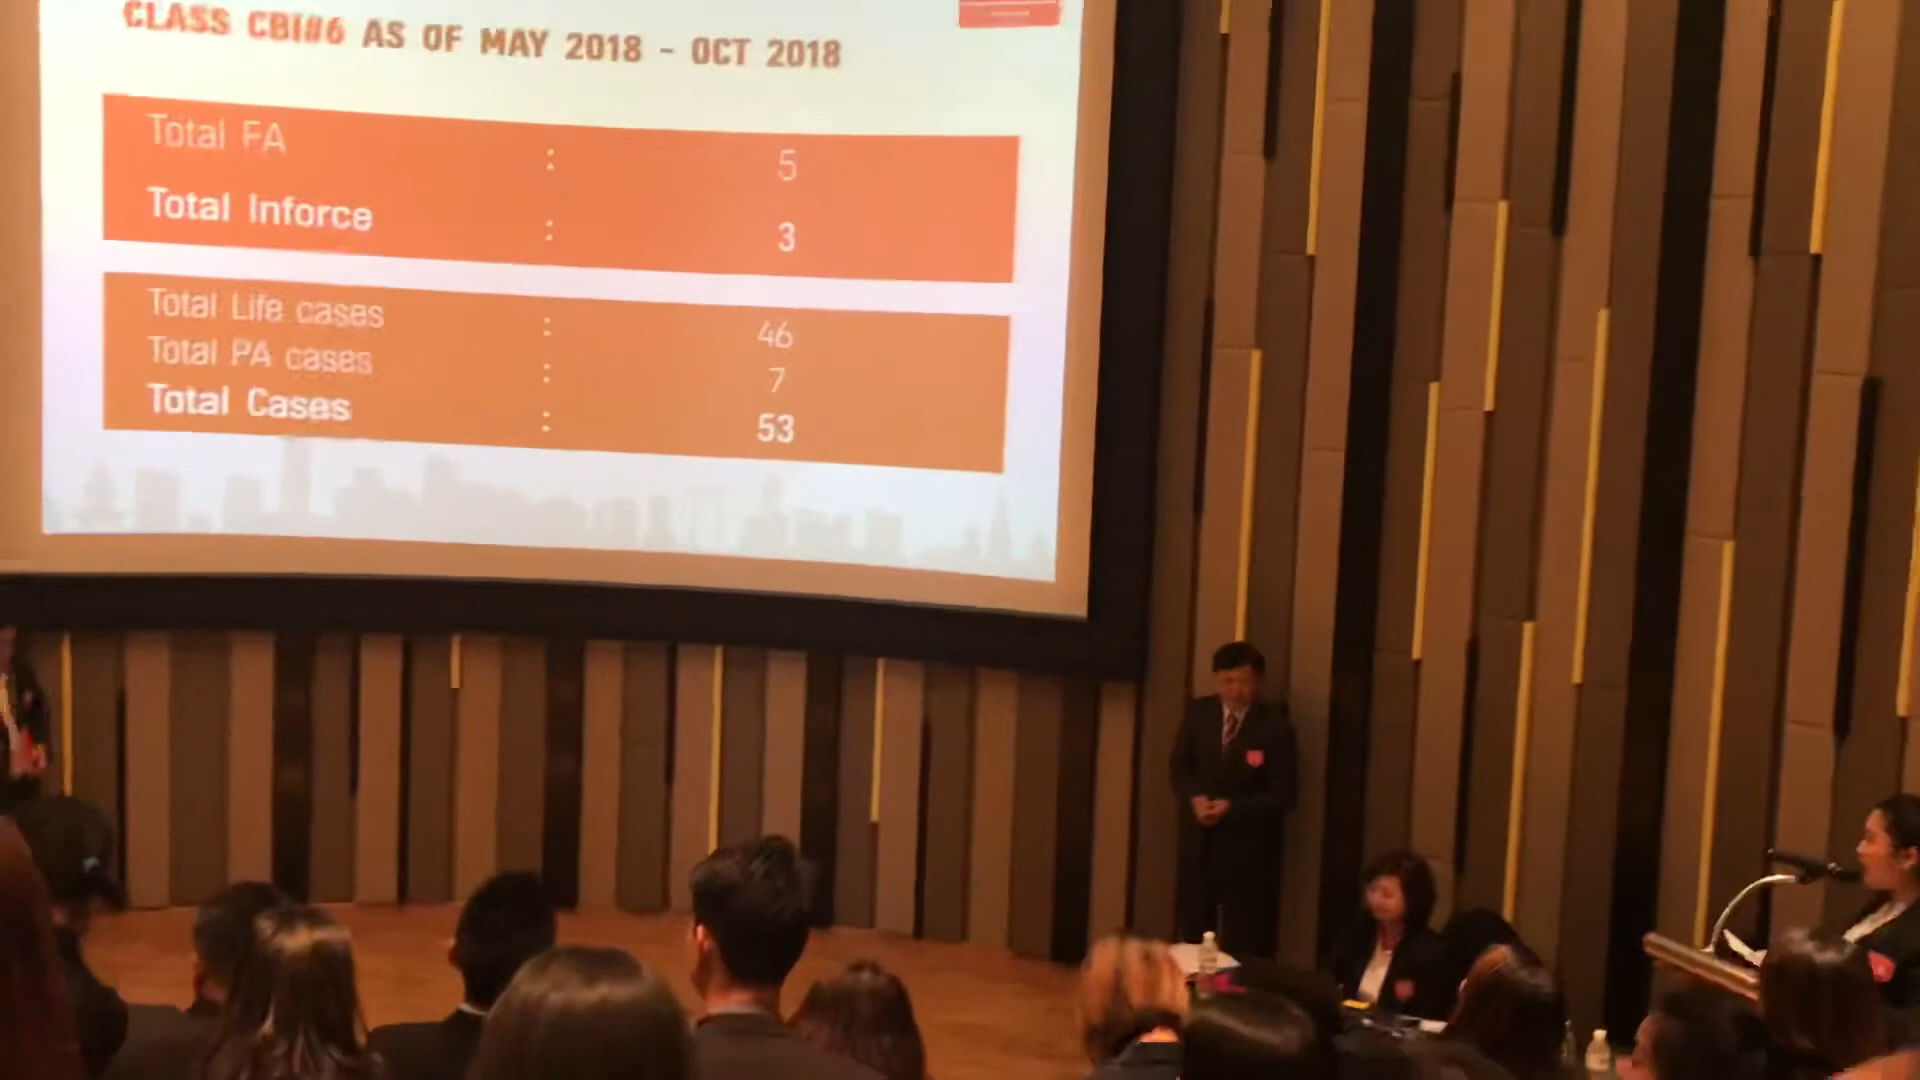 CLASS CBI#6 AS OF MAY 2018 - OCT 2018
Total FA : 5
Total Inforce : 3
Total Life cases : 46
Total PA cases : 7
Total Cases : 53